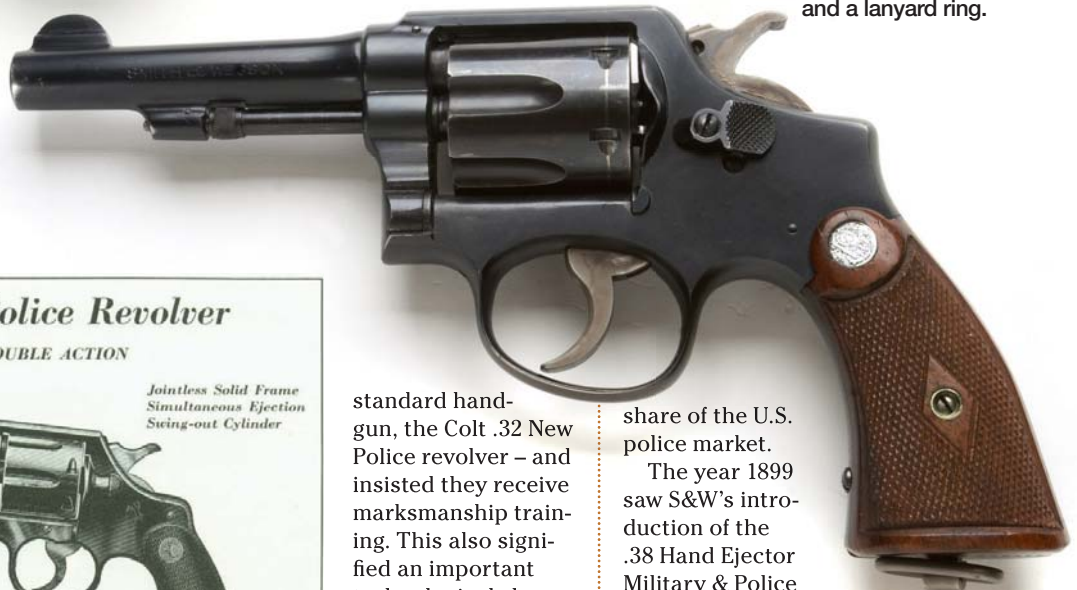 and a lanyard ring.
SMITH & WESSON
olice Revolver
OUBLE ACTION
Jointless Solid Frame
Simultaneous Ejection
Swing-out Cylinder
standard hand-
gun, the Colt .32 New
Police revolver – and
insisted they receive
marksmanship train-
ing. This also signi-
fied an important
share of the U.S.
police market.
The year 1899
saw S&W's intro-
duction of the
.38 Hand Ejector
Military & Police